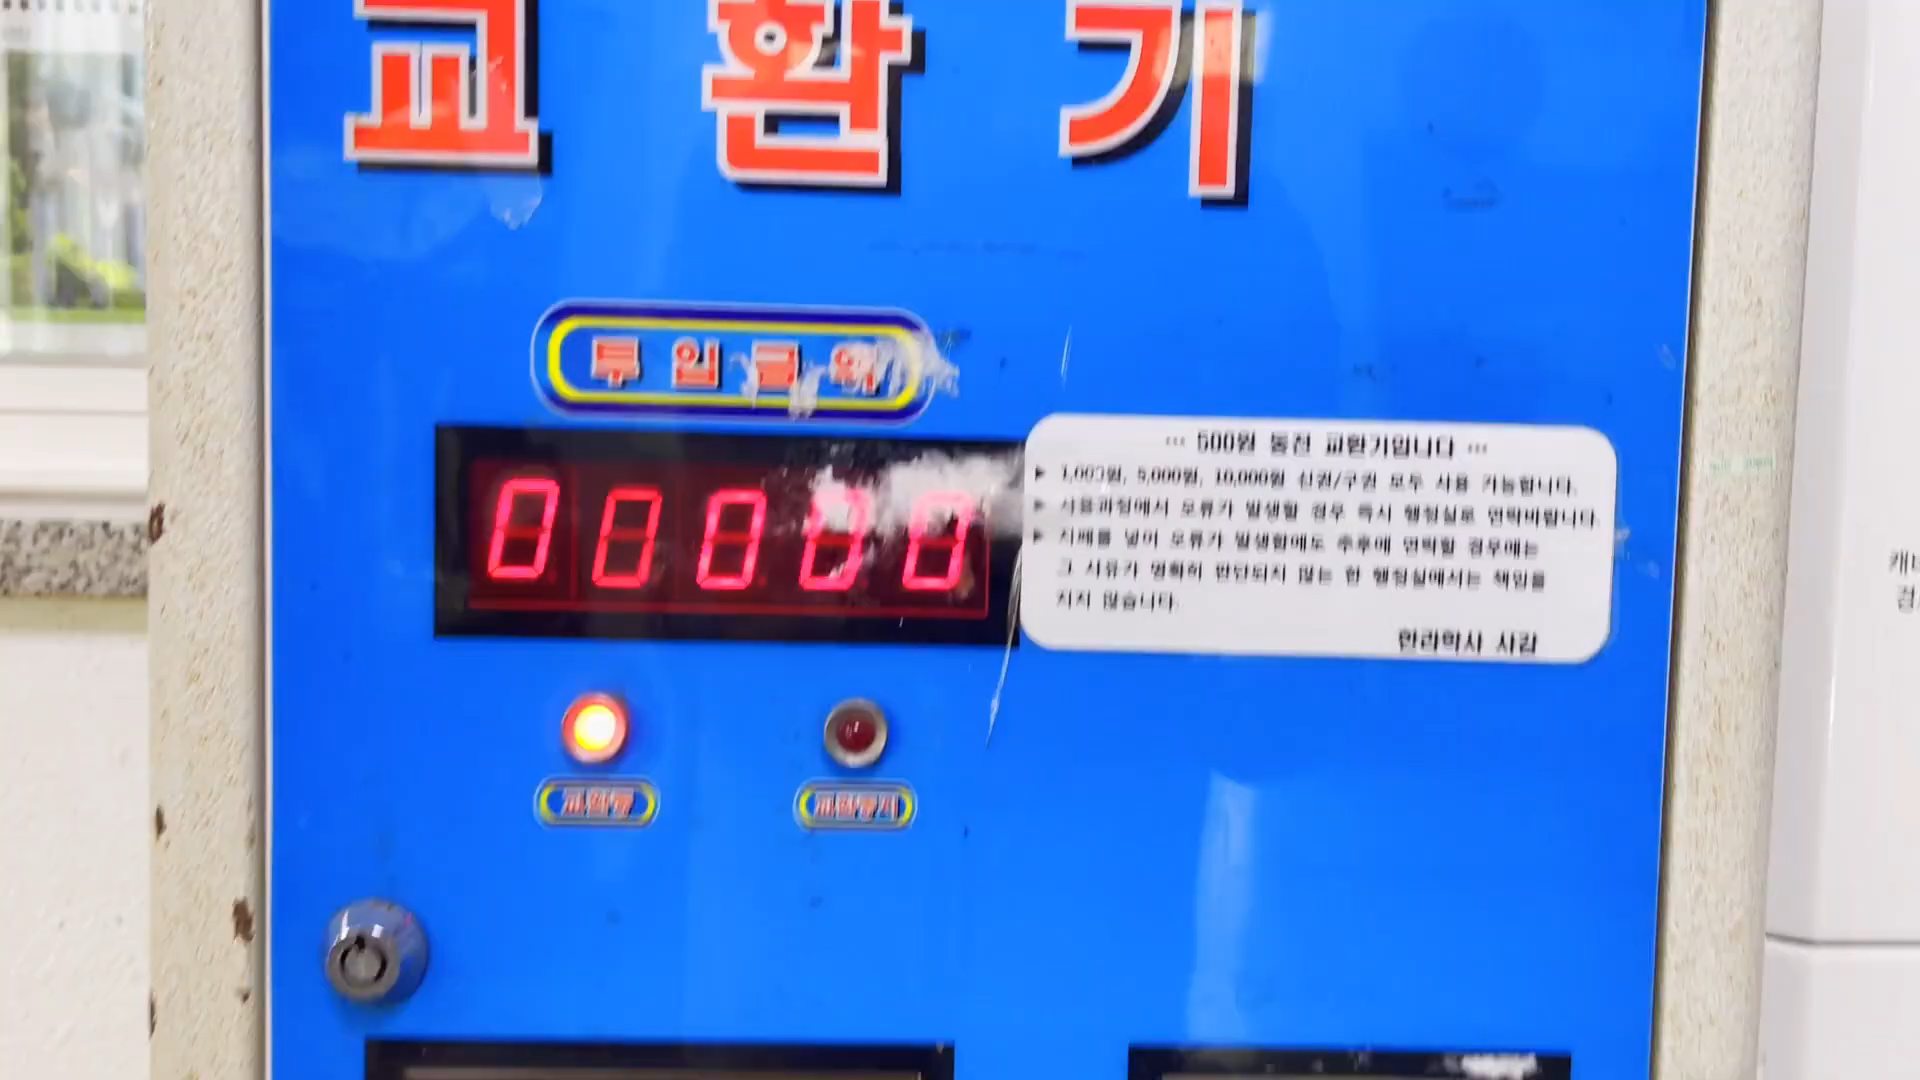 교환기
투입금액
00000
··· 500원 동전 교환기입니다 ···
▶ 1,000원, 5,000원, 10,000원 신권/구권 모두 사용 가능합니다.
▶ 사용과정에서 오류가 발생할 경우 즉시 행정실로 연락바랍니다.
▶ 지폐를 넣어 오류가 발생함에도 추후에 연락할 경우에는
그 사유가 명확히 판단되지 않는 한 행정실에서는 책임을
지지 않습니다.
한라학사 사감
교환중
교환중지